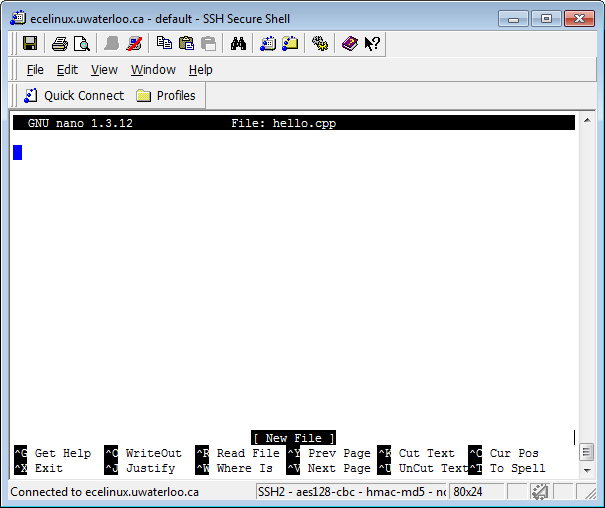 ecelinux.uwaterloo.ca - default - SSH Secure Shell
File Edit View Window Help
Quick Connect Profiles
GNU nano 1.3.12 File: hello.cpp
[ New File ]
^G Get Help ^O WriteOut ^R Read File ^Y Prev Page ^K Cut Text ^C Cur Pos
^X Exit ^J Justify ^W Where Is ^V Next Page ^U UnCut Text ^T To Spell
Connected to ecelinux.uwaterloo.ca SSH2 - aes128-cbc - hmac-md5 - nc 80x24